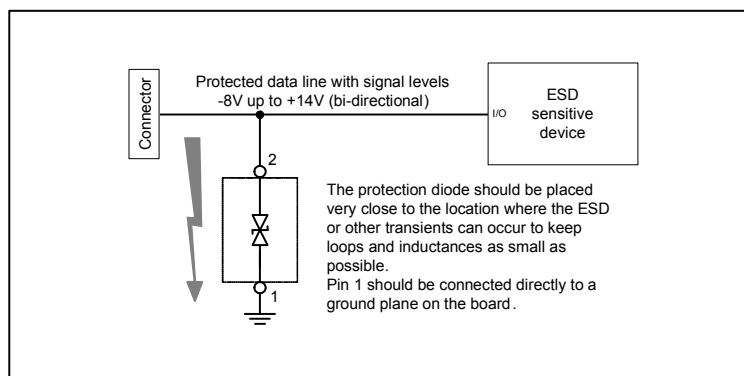 Protected data line with signal levels
-8V up to +14V (bi-directional)
Connector
I/O
ESD
sensitive
device
2
The protection diode should be placed
very close to the location where the ESD
or other transients can occur to keep
loops and inductances as small as
possible.
Pin 1 should be connected directly to a
ground plane on the board.
1